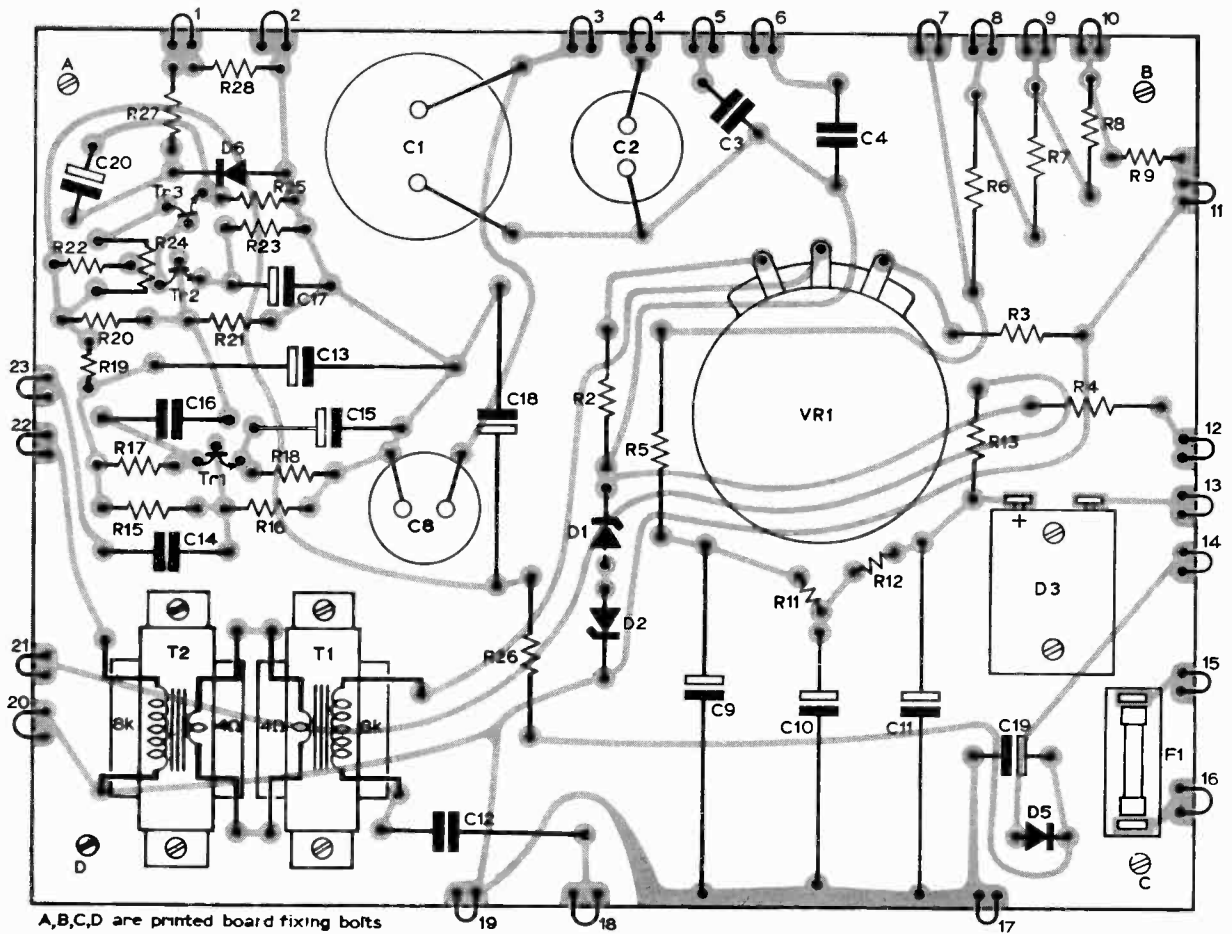 1 2 3 4 5 6 7 8 9 10
A R28 B
R27 C1 C2 C3 C4 R8
C20 D6 R6 R7 R9
Tr3 R25
11
R22 R24 R23
Tr2 C17
R20 R21 R3
R19 C13
23 C16 C15 C18 R2 VR1 R4
22 R5 R13 12
R17 R18
Tr1 13
R15 R16 C8 D1 +
C14 14
R12 D3
R11
D2
21 T2 T1 R26
15
20 8k 4Ω 4Ω 8k C9 C10 C11 C19 F1
16
C12 D5
D C
19 18 17
A,B,C,D are printed board fixing bolts